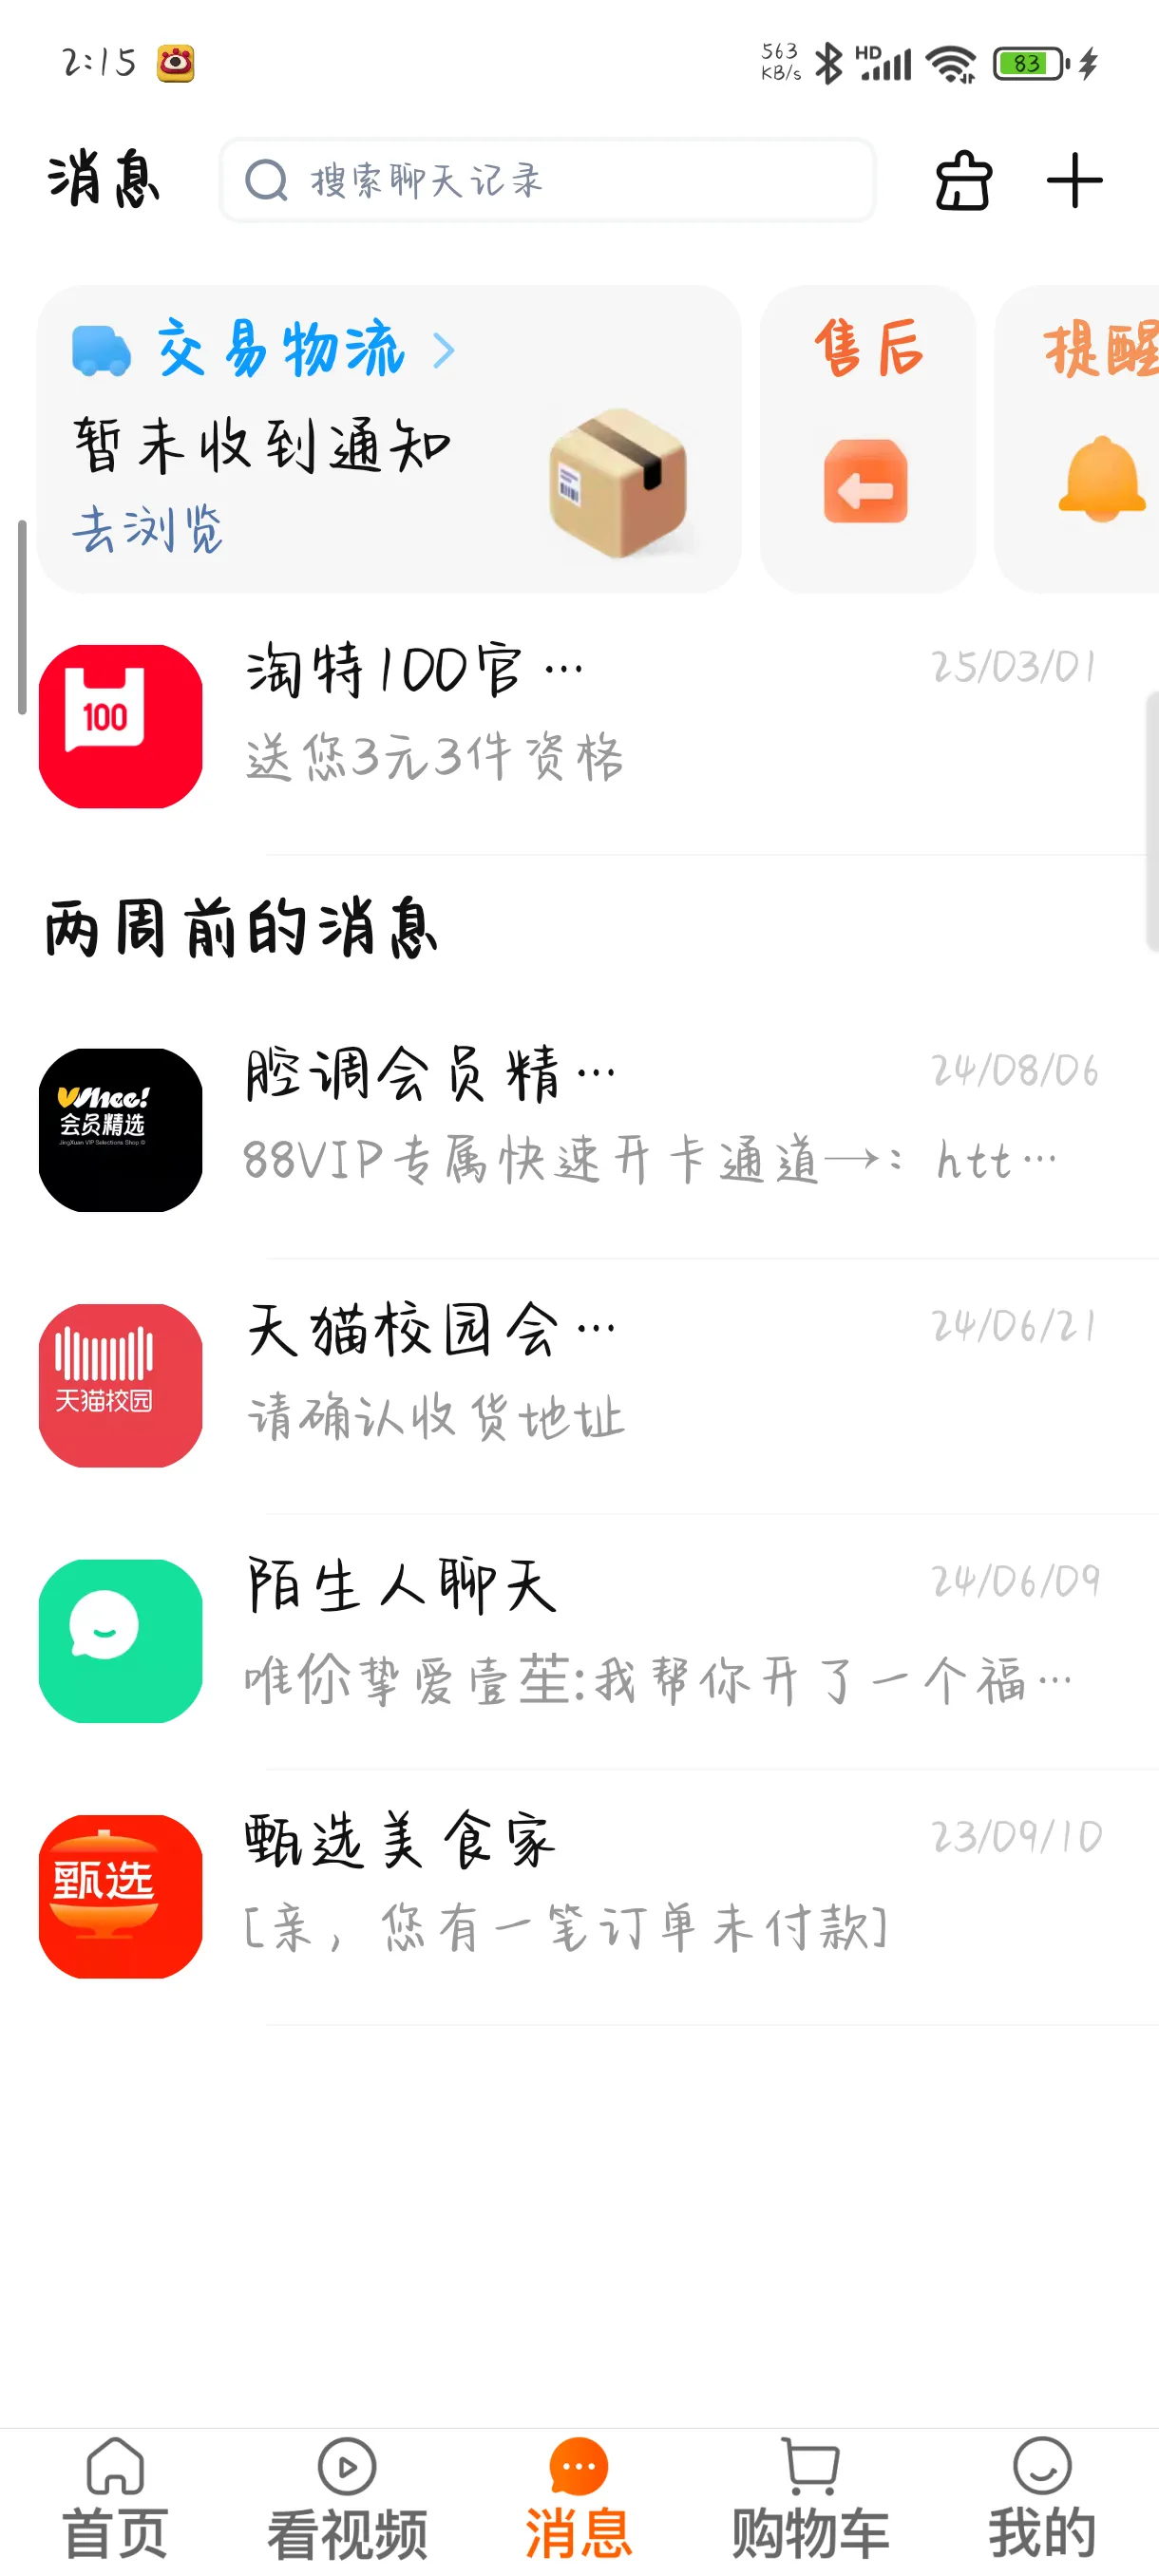 2:15
563
KB/s
HD
83
消息
搜索聊天记录
交易物流
售后
提醒
暂未收到通知
去浏览
100
淘特100官…
25/03/01
送您3元3件资格
两周前的消息
Whee!
会员精选
JingXuan VIP Selections Shop ©
腔调会员精…
24/08/06
88VIP专属快速开卡通道→：htt…
天猫校园
天猫校园会…
24/06/21
请确认收货地址
陌生人聊天
24/06/09
唯伱挚爱壹苼:我帮你开了一个福…
甄选
甄选美食家
23/09/10
[亲，您有一笔订单未付款]
首页
看视频
消息
购物车
我的